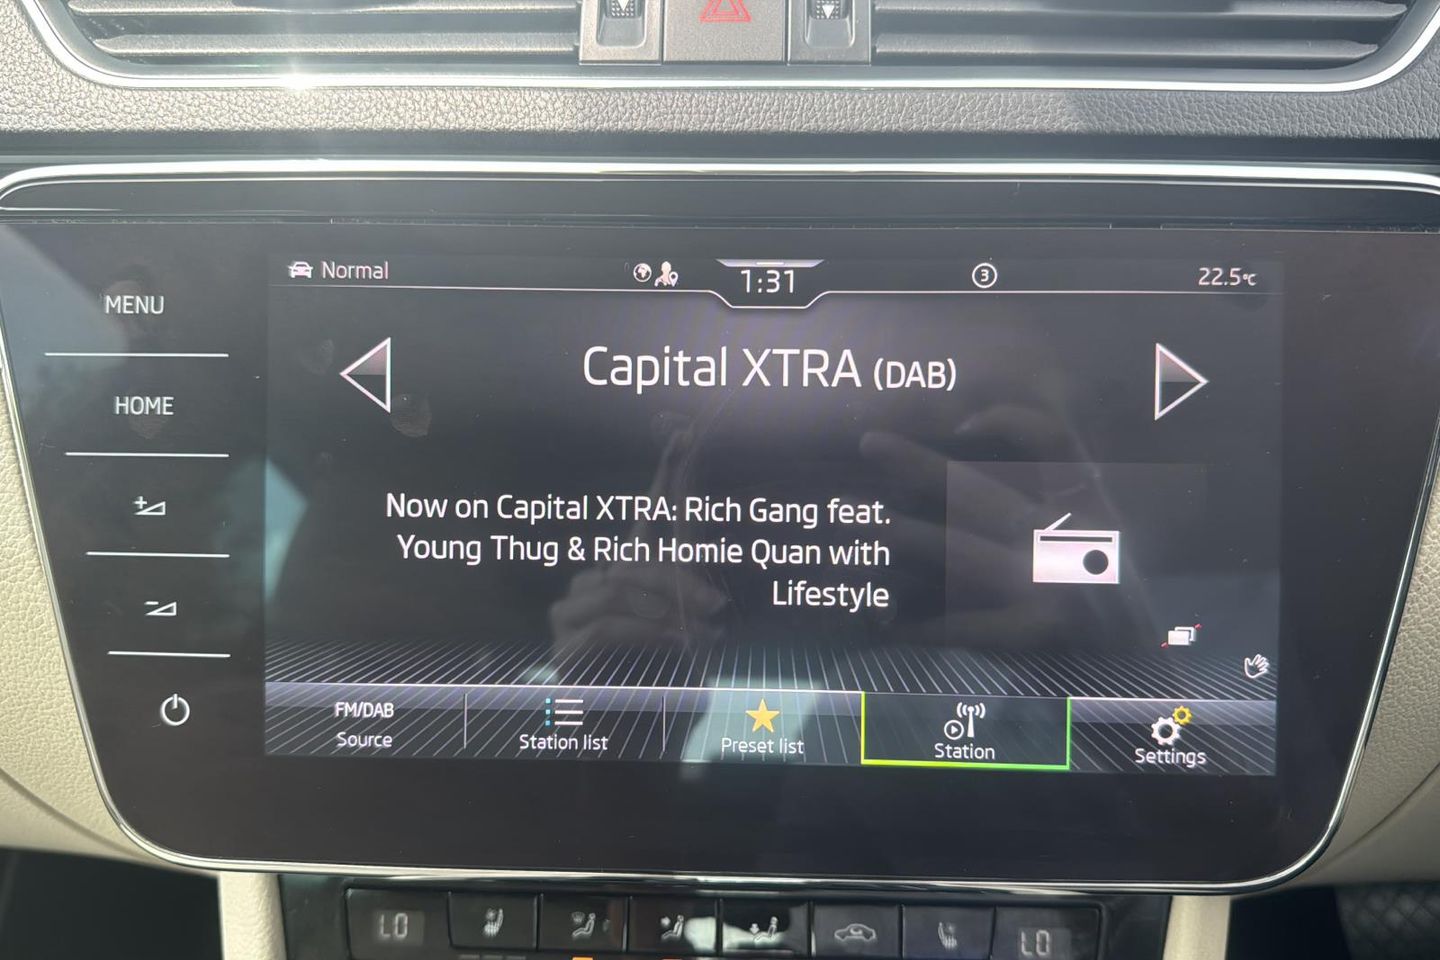 Normal
1:31
3
22.5°C
MENU
HOME
Capital XTRA (DAB)
Now on Capital XTRA: Rich Gang feat.
Young Thug & Rich Homie Quan with
Lifestyle
FM/DAB
Source
Station list
Preset list
Station
Settings
LO
LO